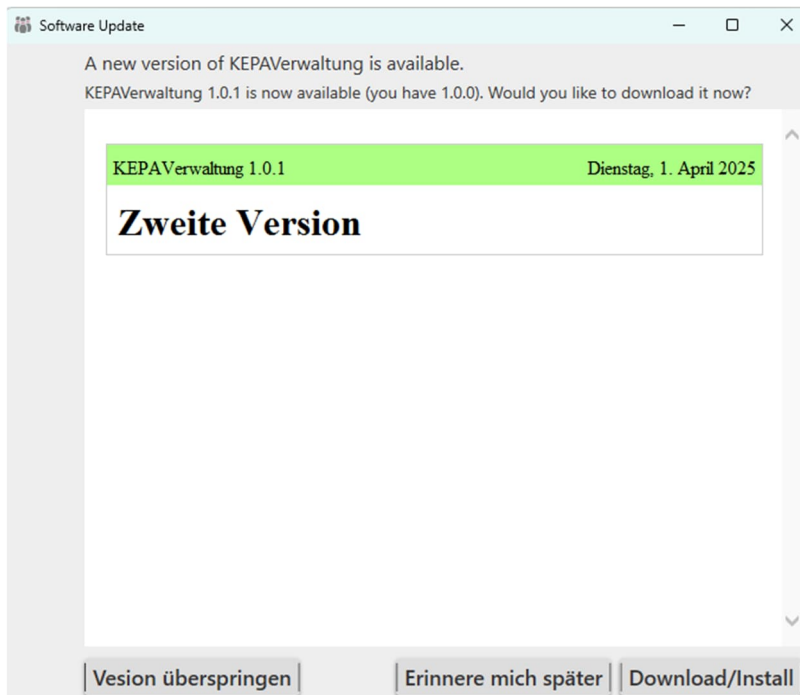 Software Update
A new version of KEPAVerwaltung is available.
KEPAVerwaltung 1.0.1 is now available (you have 1.0.0). Would you like to download it now?
KEPAVerwaltung 1.0.1 Dienstag, 1. April 2025
Zweite Version
Vesion überspringen Erinnere mich später Download/Install